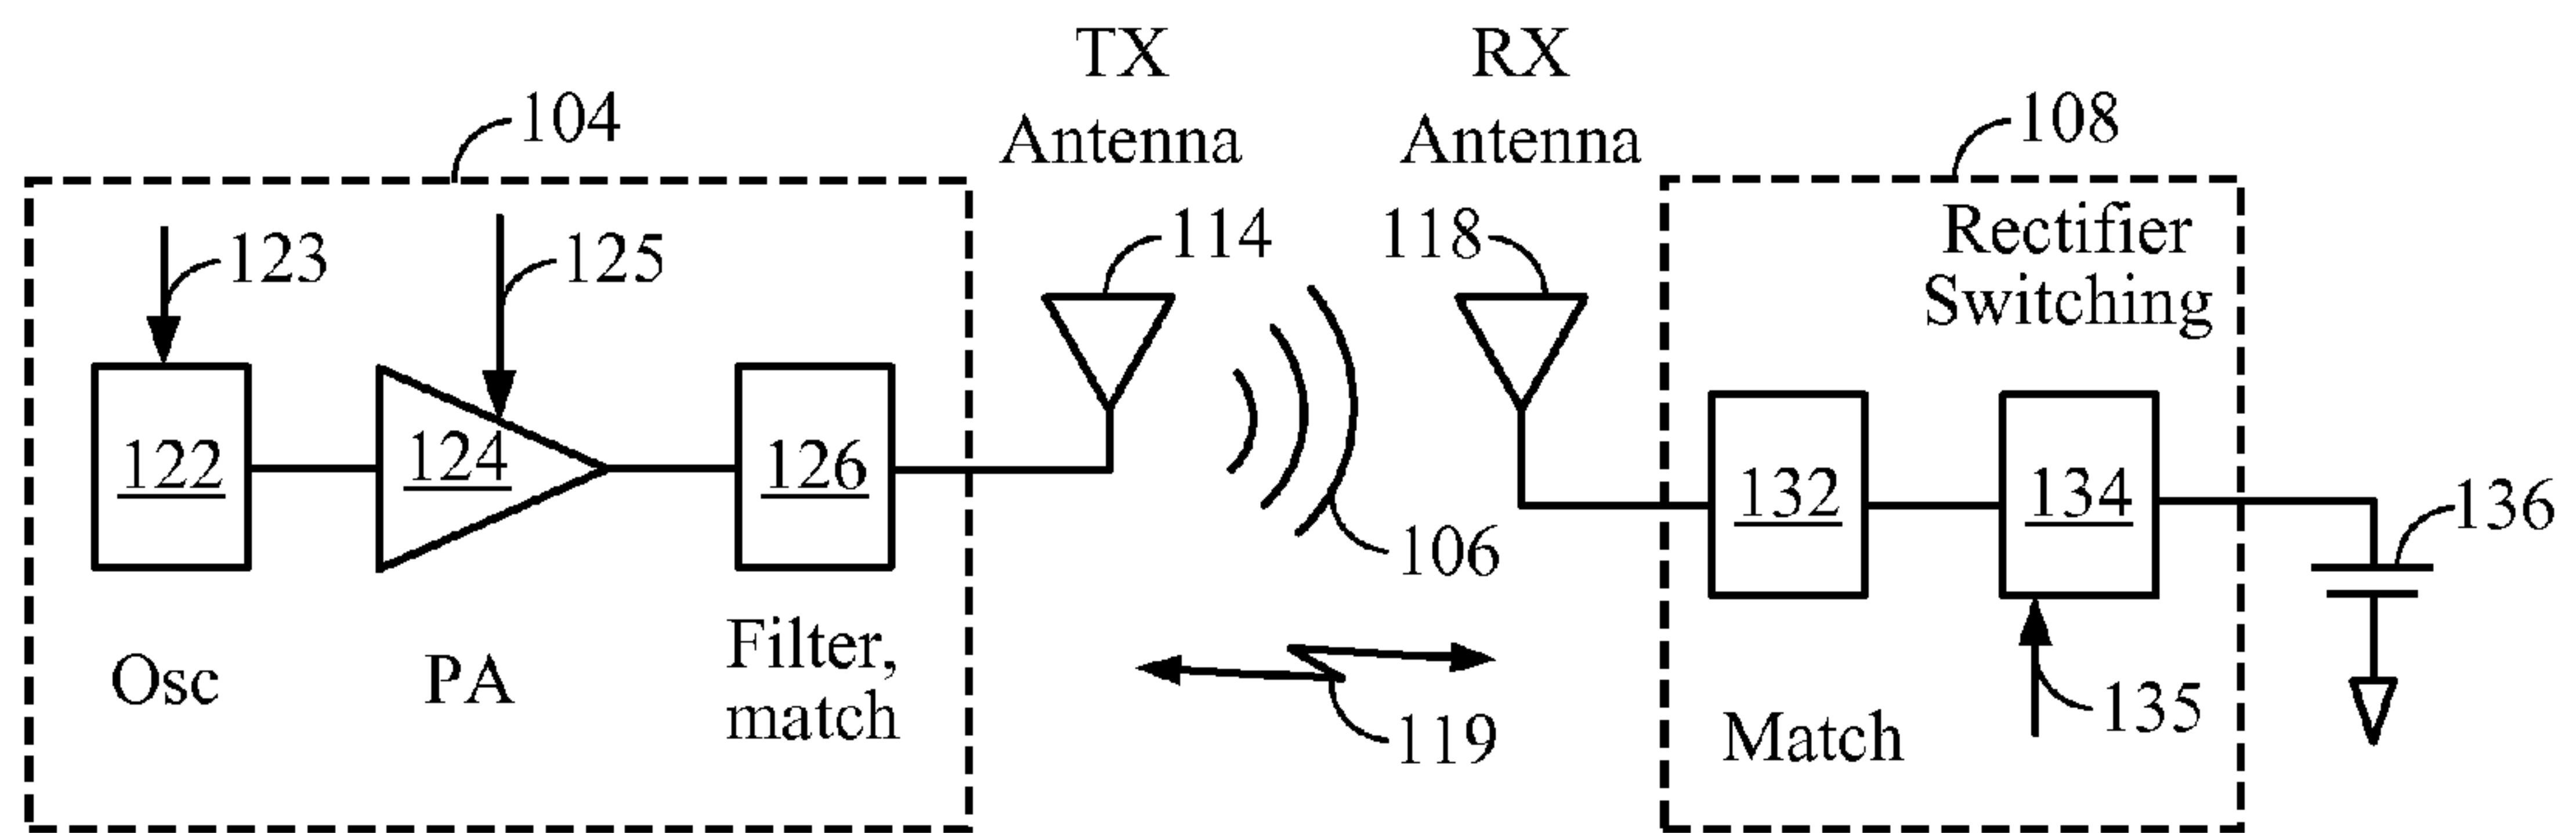 TX
Antenna
RX
Antenna
104
108
123
125
114
118
Rectifier
Switching
122
124
126
106
132
134
136
Osc
PA
Filter,
match
119
Match
135